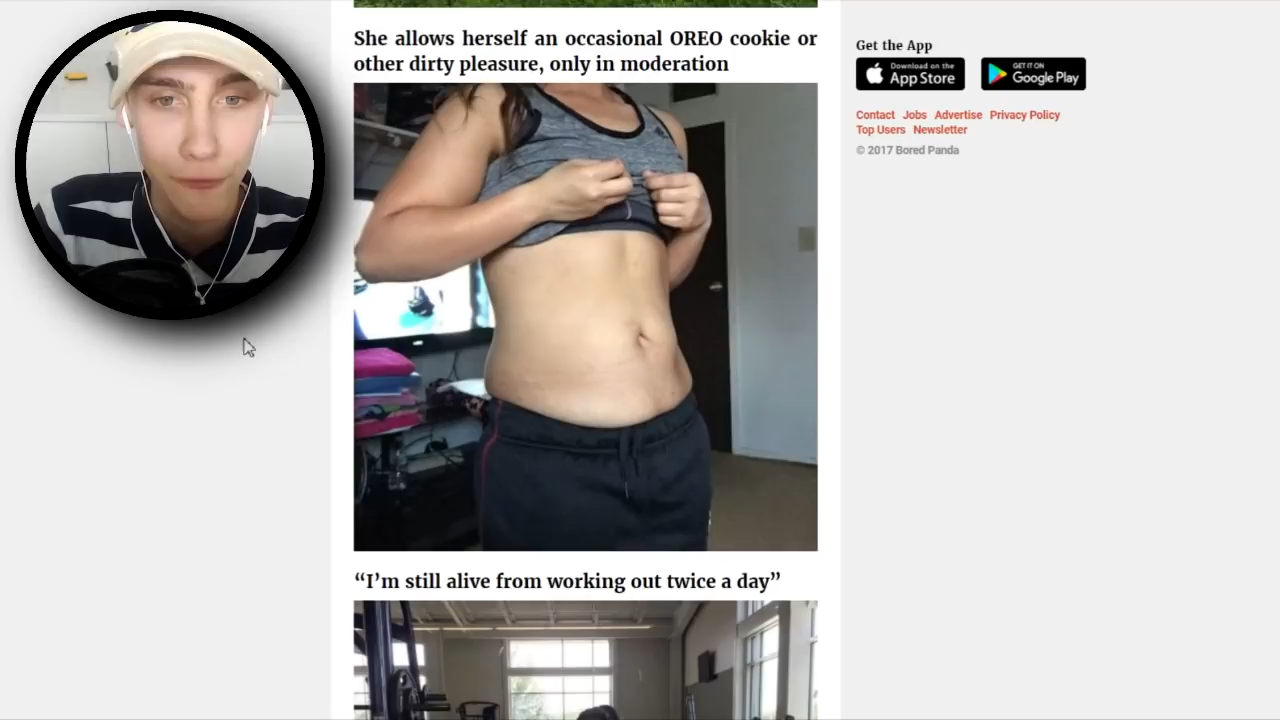 She allows herself an occasional OREO cookie or
other dirty pleasure, only in moderation
“I’m still alive from working out twice a day”
Get the App
Download on the
App Store
GET IT ON
Google Play
Contact Jobs Advertise Privacy Policy
Top Users Newsletter
© 2017 Bored Panda